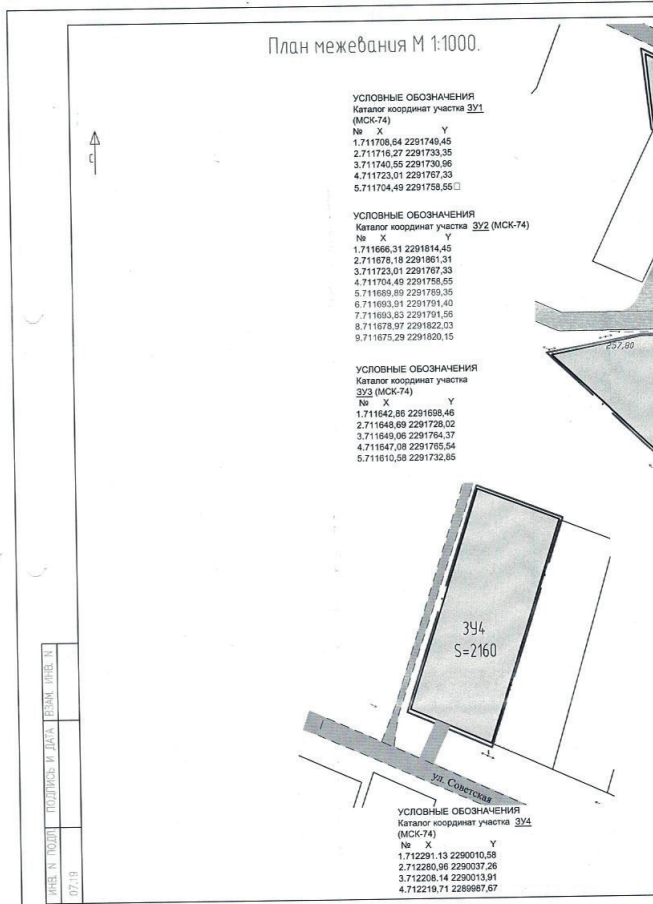 План межевания М 1:1000.
УСЛОВНЫЕ ОБОЗНАЧЕНИЯ
Каталог координат участка ЗУ1
(МСК-74)
№ X Y
1.711708,64 2291749,45
2.711716,27 2291733,35
3.711740,55 2291730,96
4.711723,01 2291767,33
5.711704,49 2291758,55
С
УСЛОВНЫЕ ОБОЗНАЧЕНИЯ
Каталог координат участка ЗУ2 (МСК-74)
№ X Y
1.711666,31 2291814,45
2.711678,18 2291861,31
3.711723,01 2291767,33
4.711704,49 2291758,55
5.711689,89 2291789,35
6.711693,91 2291791,40
7.711693,83 2291791,56
8.711678,97 2291822,03
9.711675,29 2291820,15
257,80
УСЛОВНЫЕ ОБОЗНАЧЕНИЯ
Каталог координат участка
ЗУ3 (МСК-74)
№ X Y
1.711642,86 2291698,46
2.711648,69 2291728,02
3.711649,06 2291764,37
4.711647,08 2291765,54
5.711610,58 2291732,85
ЗУ4
S=2160
ул. Советская
УСЛОВНЫЕ ОБОЗНАЧЕНИЯ
Каталог координат участка ЗУ4
(МСК-74)
№ X Y
1.712291.13 2290010,58
2.712280,96 2290037,26
3.712208.14 2290013,91
4.712219,71 2289987,67
ВЗАМ. ИНВ. N
ПОДПИСЬ И ДАТА
ИНВ. N ПОДЛ.
07.19